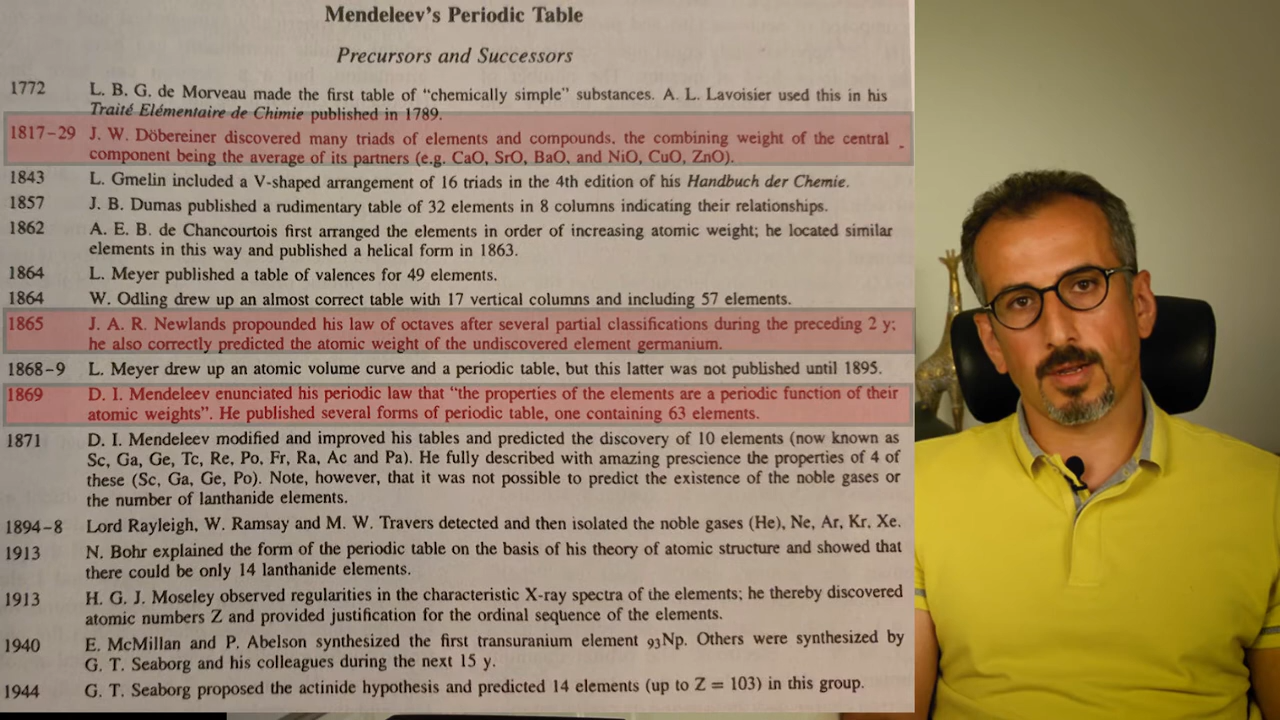 Mendeleev's Periodic Table
Precursors and Successors
1772 L. B. G. de Morveau made the first table of "chemically simple" substances. A. L. Lavoisier used this in his
Traité Elémentaire de Chimie published in 1789.
1817–29 J. W. Döbereiner discovered many triads of elements and compounds, the combining weight of the central
component being the average of its partners (e.g. CaO, SrO, BaO, and NiO, CuO, ZnO).
1843 L. Gmelin included a V-shaped arrangement of 16 triads in the 4th edition of his Handbuch der Chemie.
1857 J. B. Dumas published a rudimentary table of 32 elements in 8 columns indicating their relationships.
1862 A. E. B. de Chancourtois first arranged the elements in order of increasing atomic weight; he located similar
elements in this way and published a helical form in 1863.
1864 L. Meyer published a table of valences for 49 elements.
1864 W. Odling drew up an almost correct table with 17 vertical columns and including 57 elements.
1865 J. A. R. Newlands propounded his law of octaves after several partial classifications during the preceding 2 y;
he also correctly predicted the atomic weight of the undiscovered element germanium.
1868–9 L. Meyer drew up an atomic volume curve and a periodic table, but this latter was not published until 1895.
1869 D. I. Mendeleev enunciated his periodic law that "the properties of the elements are a periodic function of their
atomic weights". He published several forms of periodic table, one containing 63 elements.
1871 D. I. Mendeleev modified and improved his tables and predicted the discovery of 10 elements (now known as
Sc, Ga, Ge, Tc, Re, Po, Fr, Ra, Ac and Pa). He fully described with amazing prescience the properties of 4 of
these (Sc, Ga, Ge, Po). Note, however, that it was not possible to predict the existence of the noble gases or
the number of lanthanide elements.
1894–8 Lord Rayleigh, W. Ramsay and M. W. Travers detected and then isolated the noble gases (He), Ne, Ar, Kr, Xe.
1913 N. Bohr explained the form of the periodic table on the basis of his theory of atomic structure and showed that
there could be only 14 lanthanide elements.
1913 H. G. J. Moseley observed regularities in the characteristic X-ray spectra of the elements; he thereby discovered
atomic numbers Z and provided justification for the ordinal sequence of the elements.
1940 E. McMillan and P. Abelson synthesized the first transuranium element ₉₃Np. Others were synthesized by
G. T. Seaborg and his colleagues during the next 15 y.
1944 G. T. Seaborg proposed the actinide hypothesis and predicted 14 elements (up to Z = 103) in this group.